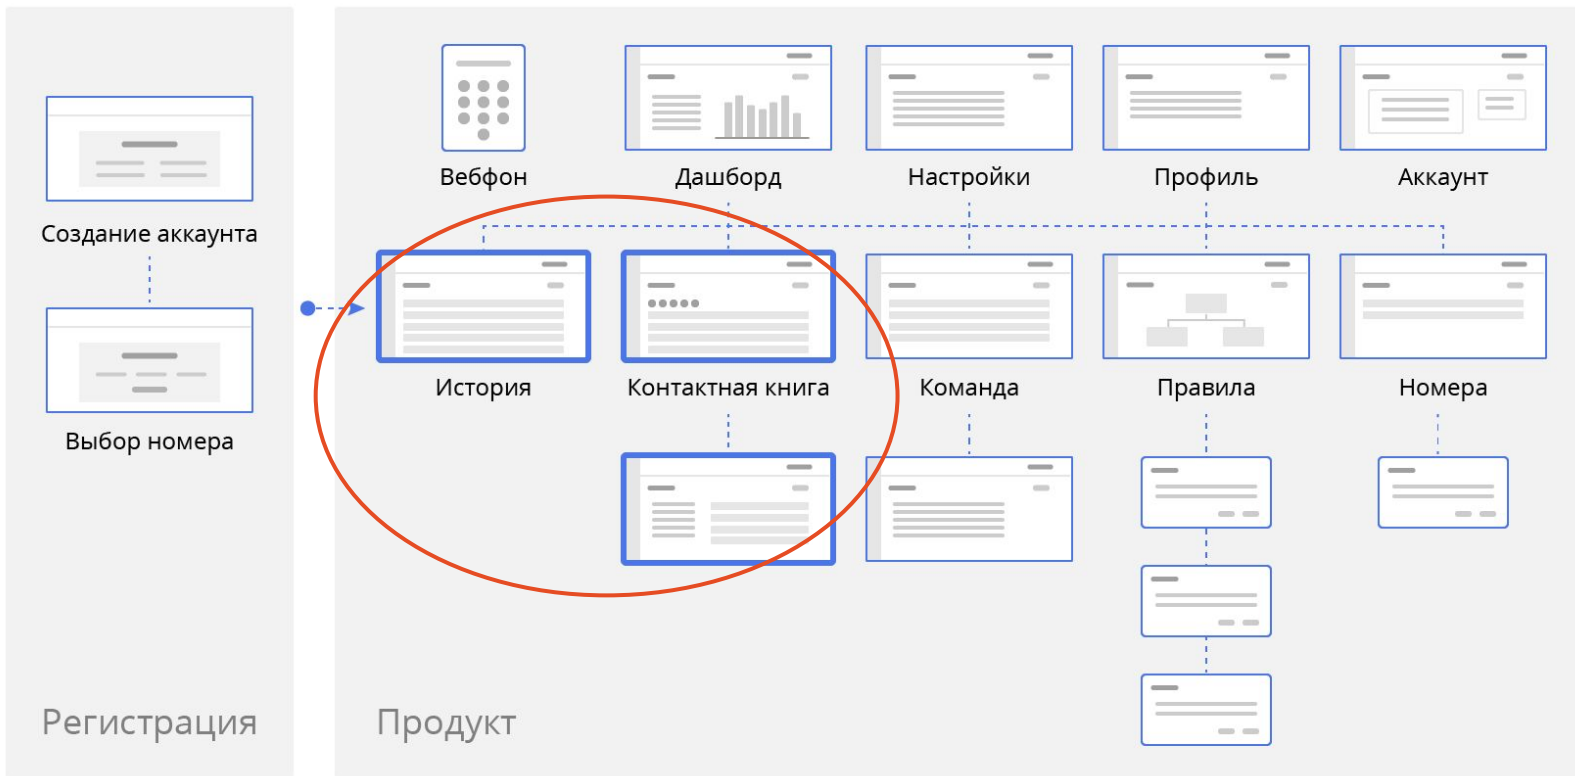 Создание аккаунта
Выбор номера
Регистрация
Вебфон
Дашборд
Настройки
Профиль
Аккаунт
История
Контактная книга
Команда
Правила
Номера
Продукт